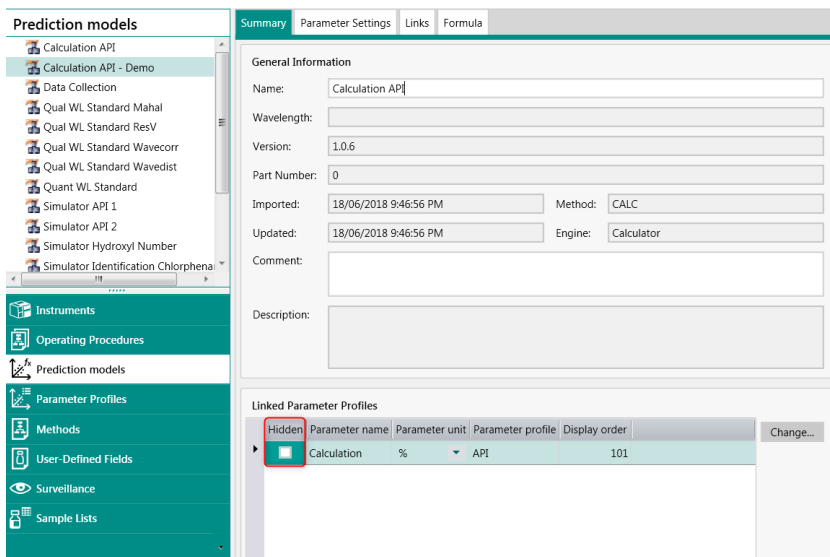 Prediction models
Calculation API
Calculation API - Demo
Data Collection
Qual WL Standard Mahal
Qual WL Standard ResV
Qual WL Standard Wavecorr
Qual WL Standard Wavedist
Quant WL Standard
Simulator API 1
Simulator API 2
Simulator Hydroxyl Number
Simulator Identification Chlorphena
Instruments
Operating Procedures
Prediction models
Parameter Profiles
Methods
User-Defined Fields
Surveillance
Sample Lists
Summary Parameter Settings Links Formula
General Information
Name: Calculation API
Wavelength:
Version: 1.0.6
Part Number: 0
Imported: 18/06/2018 9:46:56 PM Method: CALC
Updated: 18/06/2018 9:46:56 PM Engine: Calculator
Comment:
Description:
Linked Parameter Profiles
Hidden Parameter name Parameter unit Parameter profile Display order
Calculation % API 101
Change...